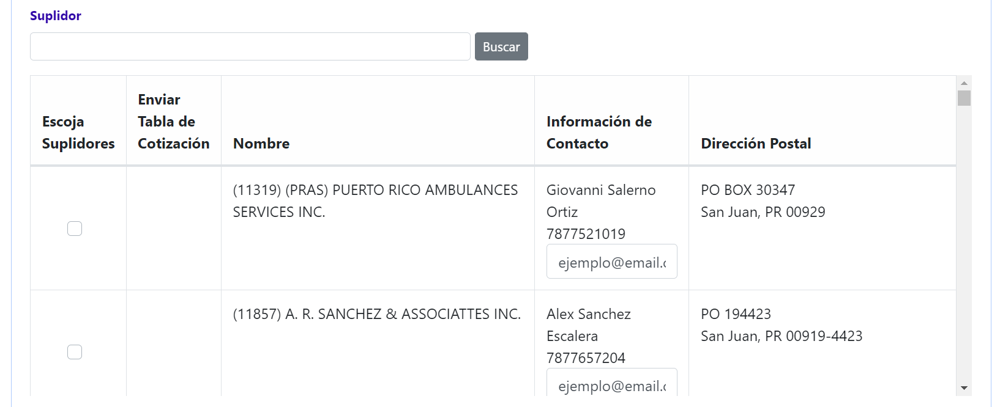 Suplidor
Buscar
Escoja
Suplidores
Enviar
Tabla de
Cotización
Nombre
Información de
Contacto
Dirección Postal
(11319) (PRAS) PUERTO RICO AMBULANCES
SERVICES INC.
Giovanni Salerno
Ortiz
7877521019
ejemplo@email.c
PO BOX 30347
San Juan, PR 00929
(11857) A. R. SANCHEZ & ASSOCIATTES INC.
Alex Sanchez
Escalera
7877657204
ejemplo@email.c
PO 194423
San Juan, PR 00919-4423